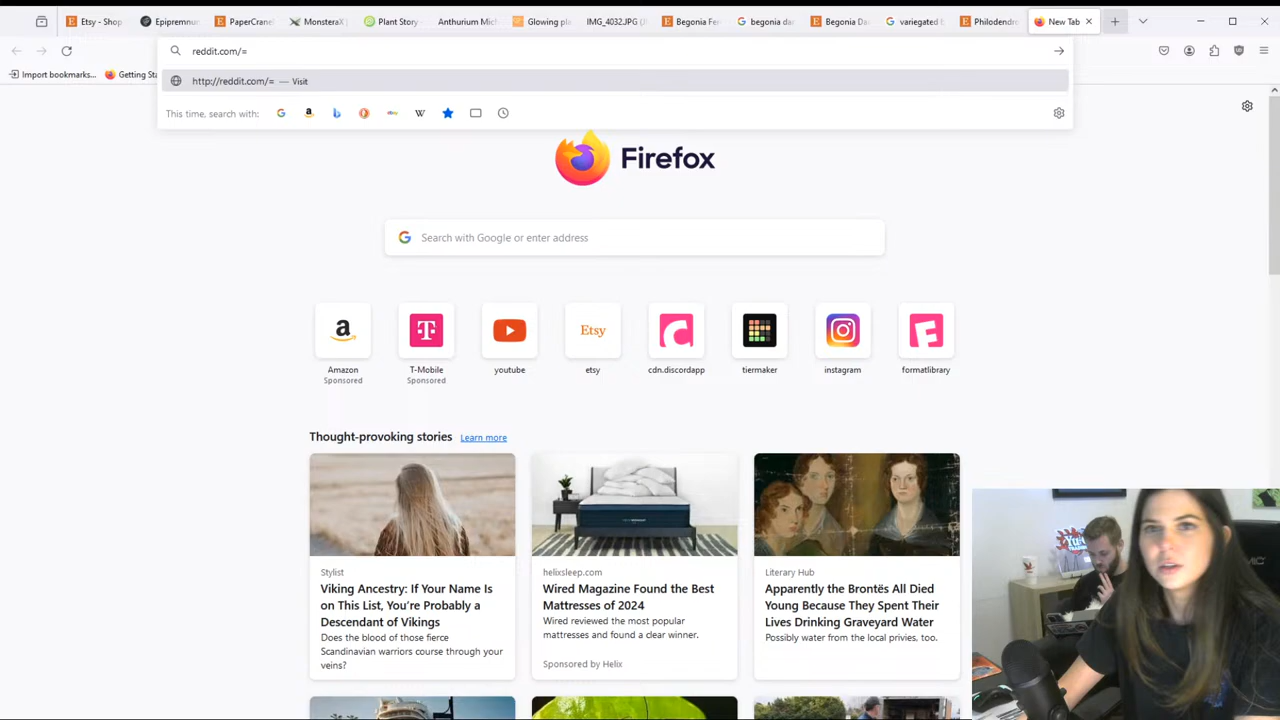 Etsy - Shop
Epipremnu
PaperCrane
MonsteraX
Plant Story
Anthurium Mich
Glowing pl
IMG_4032JPG (
Begonia Fe
begonia da
Begonia Da
variegated
Philodendr
New Tab
reddit.com/=
Import bookmarks...
Getting Sta
http://reddit.com/= — Visit
This time, search with:
Firefox
Search with Google or enter address
Amazon
Sponsored
T-Mobile
Sponsored
youtube
Etsy
etsy
cdn.discordapp
tiermaker
instagram
formatlibrary
Thought-provoking stories Learn more
Stylist
Viking Ancestry: If Your Name Is
on This List, You're Probably a
Descendant of Vikings
Does the blood of those fierce
Scandinavian warriors course through your
veins?
helixsleep.com
Wired Magazine Found the Best
Mattresses of 2024
Wired reviewed the most popular
mattresses and found a clear winner.
Sponsored by Helix
Literary Hub
Apparently the Brontës All Died
Young Because They Spent Their
Lives Drinking Graveyard Water
Possibly water from the local privies, too.